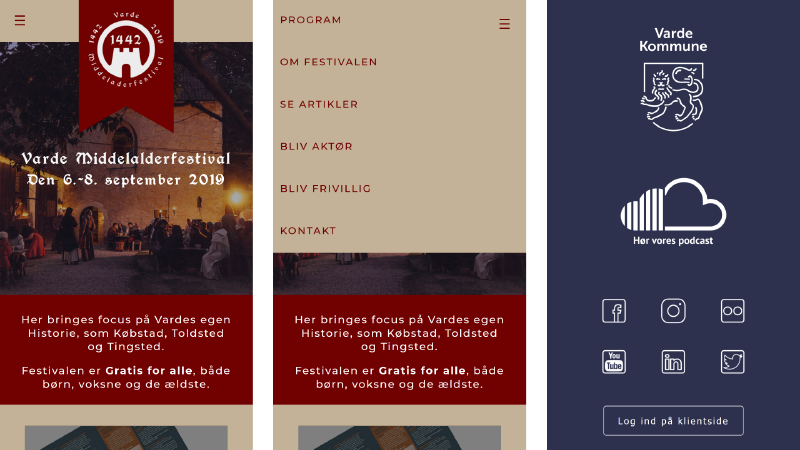 Varde
1442 1442 2019
Middeladerfestival
Varde Middelalderfestival
Den 6.-8. september 2019
Her bringes focus på Vardes egen
Historie, som Købstad, Toldsted
og Tingsted.
Festivalen er Gratis for alle, både
børn, voksne og de ældste.
PROGRAM
OM FESTIVALEN
SE ARTIKLER
BLIV AKTØR
BLIV FRIVILLIG
KONTAKT
Her bringes focus på Vardes egen
Historie, som Købstad, Toldsted
og Tingsted.
Festivalen er Gratis for alle, både
børn, voksne og de ældste.
Varde
Kommune
Hør vores podcast
You
Tube
in
Log ind på klientside